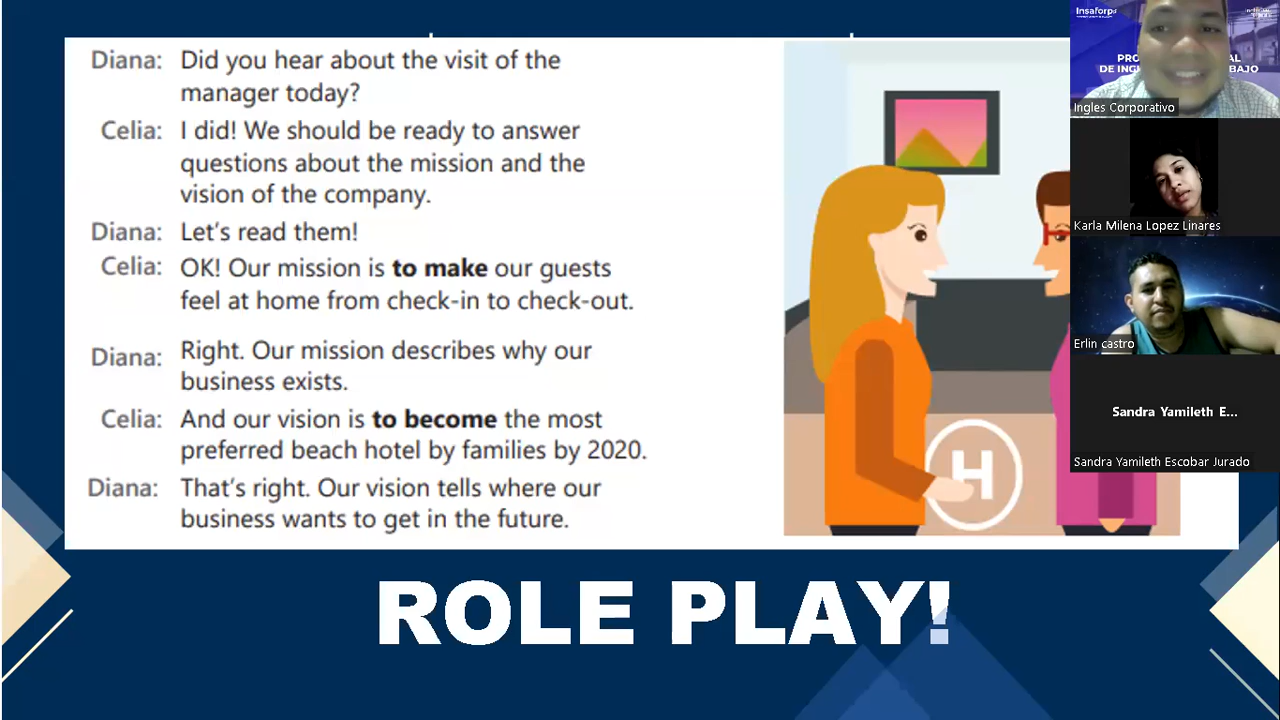 Diana: Did you hear about the visit of the
manager today?
Celia: I did! We should be ready to answer
questions about the mission and the
vision of the company.
Diana: Let's read them!
Celia: OK! Our mission is to make our guests
feel at home from check-in to check-out.
Diana: Right. Our mission describes why our
business exists.
Celia: And our vision is to become the most
preferred beach hotel by families by 2020.
Diana: That's right. Our vision tells where our
business wants to get in the future.
H
ROLE PLAY!
Insaforp
Ingles Corporativo
Karla Milena Lopez Linares
Erlin castro
Sandra Yamileth E...
Sandra Yamileth Escobar Jurado